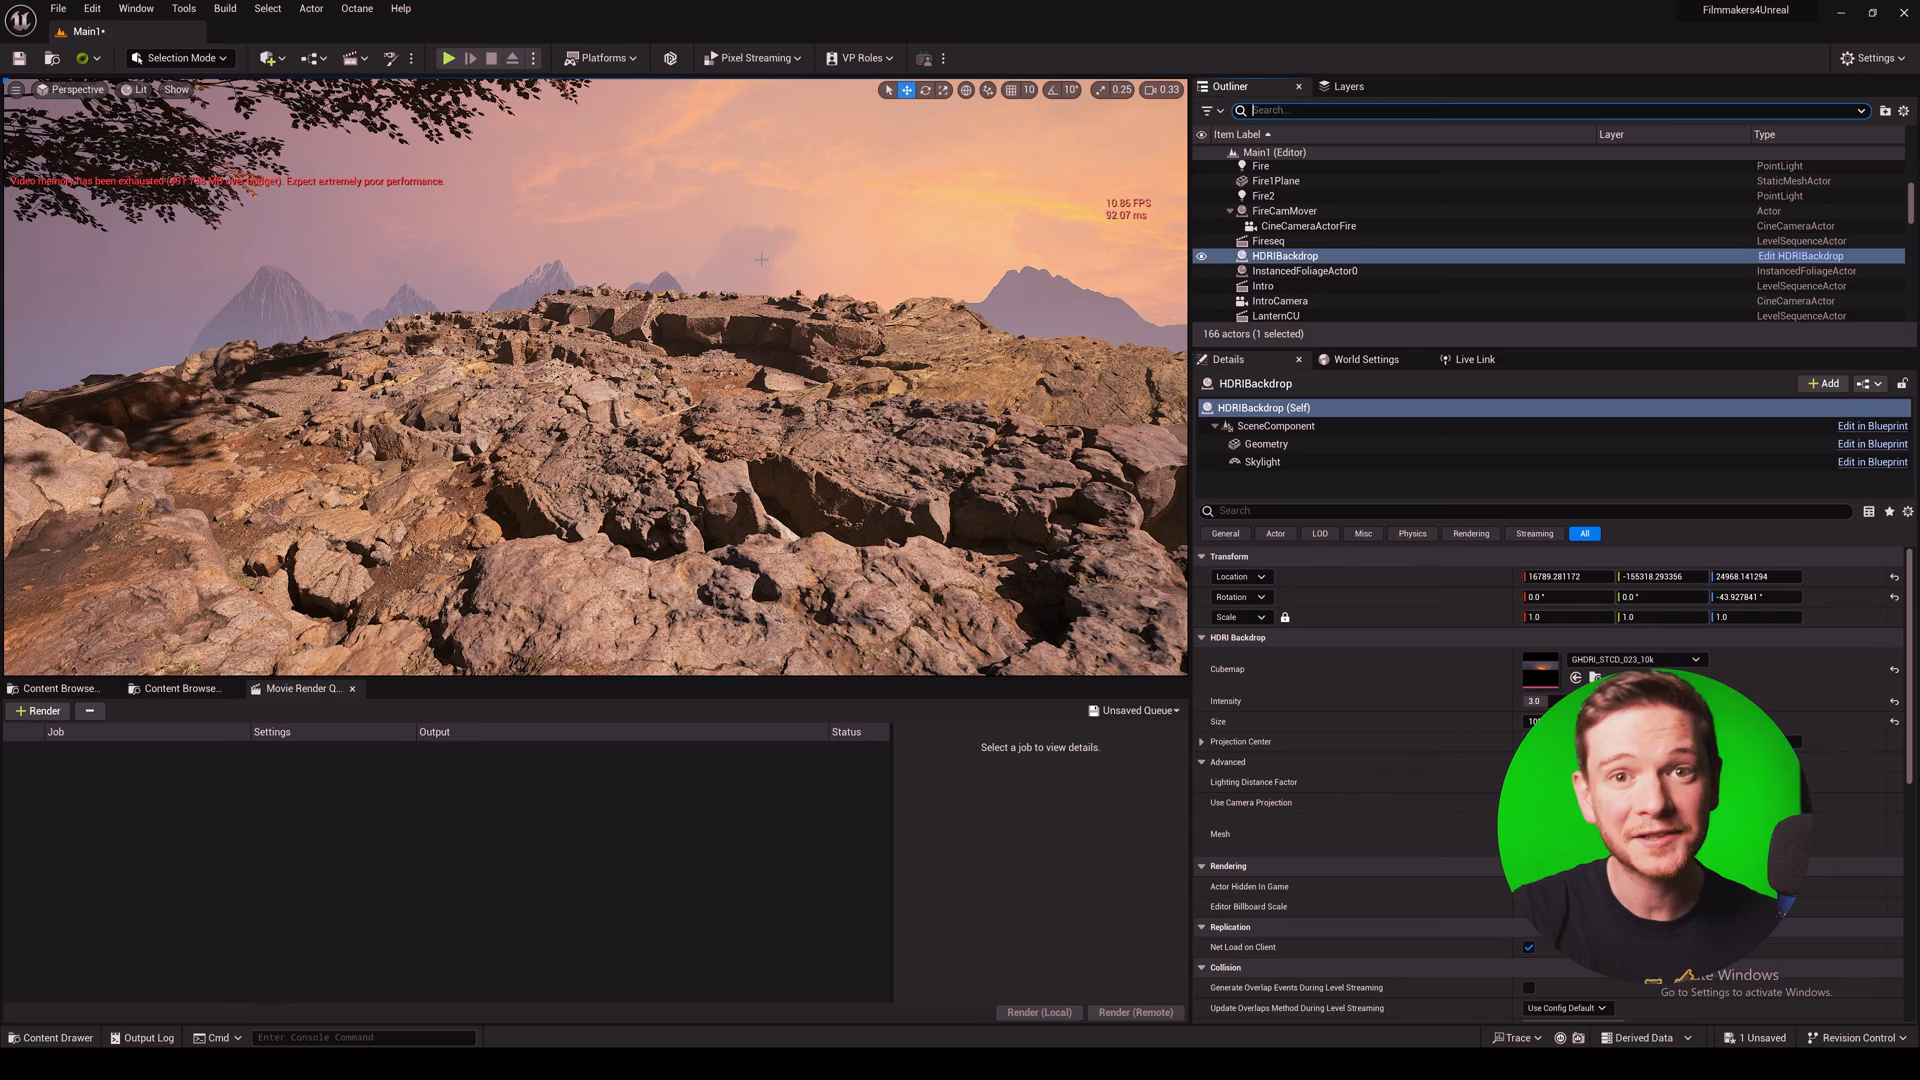 File Edit Window Tools Build Select Actor Octane Help Filmmakers4Unreal
Main1*
Selection Mode Platforms Pixel Streaming VP Roles Settings
Perspective Lit Show 10 10° 0.25 0.33
10.86 FPS
92.07 ms
Outliner Layers
Search...
Item Label Layer Type
Main1 (Editor)
Fire PointLight
Fire1Plane StaticMeshActor
Fire2 PointLight
FireCamMover Actor
CineCameraActorFire CineCameraActor
Fireseq LevelSequenceActor
HDRIBackdrop Edit HDRIBackdrop
InstancedFoliageActor0 InstancedFoliageActor
Intro LevelSequenceActor
IntroCamera CineCameraActor
LanternCU LevelSequenceActor
166 actors (1 selected)
Details World Settings Live Link
HDRIBackdrop Add
HDRIBackdrop (Self)
SceneComponent Edit in Blueprint
Geometry Edit in Blueprint
Skylight Edit in Blueprint
Search
General Actor LOD Misc Physics Rendering Streaming All
Transform
Location 16789.281172 -155318.293356 24968.141294
Rotation 0.0 ° 0.0 ° -43.927841 °
Scale 1.0 1.0 1.0
HDRI Backdrop
Cubemap GHDRI_STCD_023_10k
Intensity 3.0
Size
Projection Center
Advanced
Lighting Distance Factor
Use Camera Projection
Mesh
Rendering
Actor Hidden In Game
Editor Billboard Scale
Replication
Net Load on Client
Collision
Generate Overlap Events During Level Streaming
Update Overlaps Method During Level Streaming Use Config Default
Windows
Go to Settings to activate Windows.
Video memory has been exhausted MB over budget). Expect extremely poor performance.
Content Browse... Content Browse... Movie Render Q...
Render Unsaved Queue
Job Settings Output Status
Select a job to view details.
Render (Local) Render (Remote)
Content Drawer Output Log Cmd Enter Console Command Trace Derived Data 1 Unsaved Revision Control